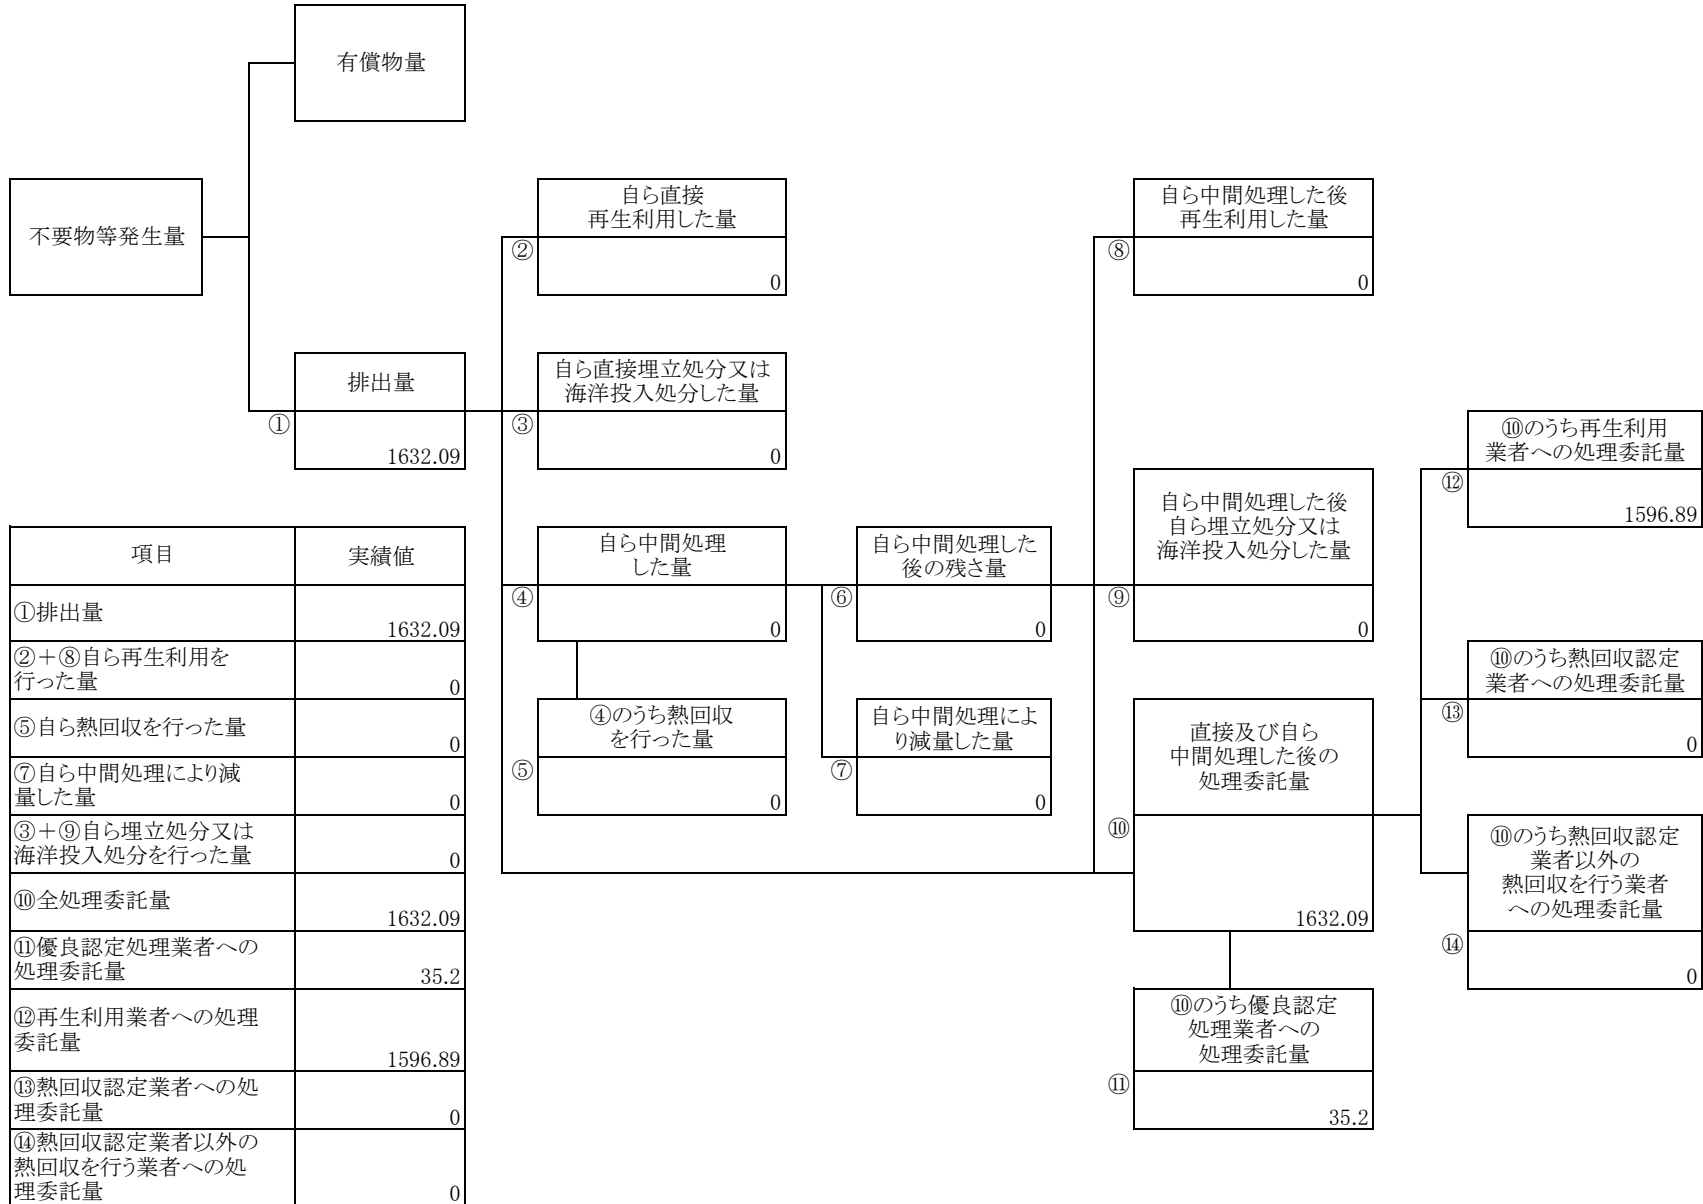 有償物量
不要物等発生量
自ら直接
再生利用した量
②
0
自ら中間処理した後
再生利用した量
⑧
0
排出量
①
1632.09
自ら直接埋立処分又は
海洋投入処分した量
③
0
⑩のうち再生利用
業者への処理委託量
⑫
1596.89
自ら中間処理
した量
④
0
自ら中間処理した
後の残さ量
⑥
0
自ら中間処理した後
自ら埋立処分又は
海洋投入処分した量
⑨
0
⑩のうち熱回収認定
業者への処理委託量
⑬
0
④のうち熱回収
を行った量
⑤
0
自ら中間処理によ
り減量した量
⑦
0
直接及び自ら
中間処理した後の
処理委託量
⑩
1632.09
⑩のうち熱回収認定
業者以外の
熱回収を行う業者
への処理委託量
⑭
0
⑩のうち優良認定
処理業者への
処理委託量
⑪
35.2
項目 実績値
①排出量
1632.09
②+⑧自ら再生利用を
行った量
0
⑤自ら熱回収を行った量
0
⑦自ら中間処理により減
量した量
0
③+⑨自ら埋立処分又は
海洋投入処分を行った量
0
⑩全処理委託量
1632.09
⑪優良認定処理業者への
処理委託量
35.2
⑫再生利用業者への処理
委託量
1596.89
⑬熱回収認定業者への処
理委託量
0
⑭熱回収認定業者以外の
熱回収を行う業者への処
理委託量
0